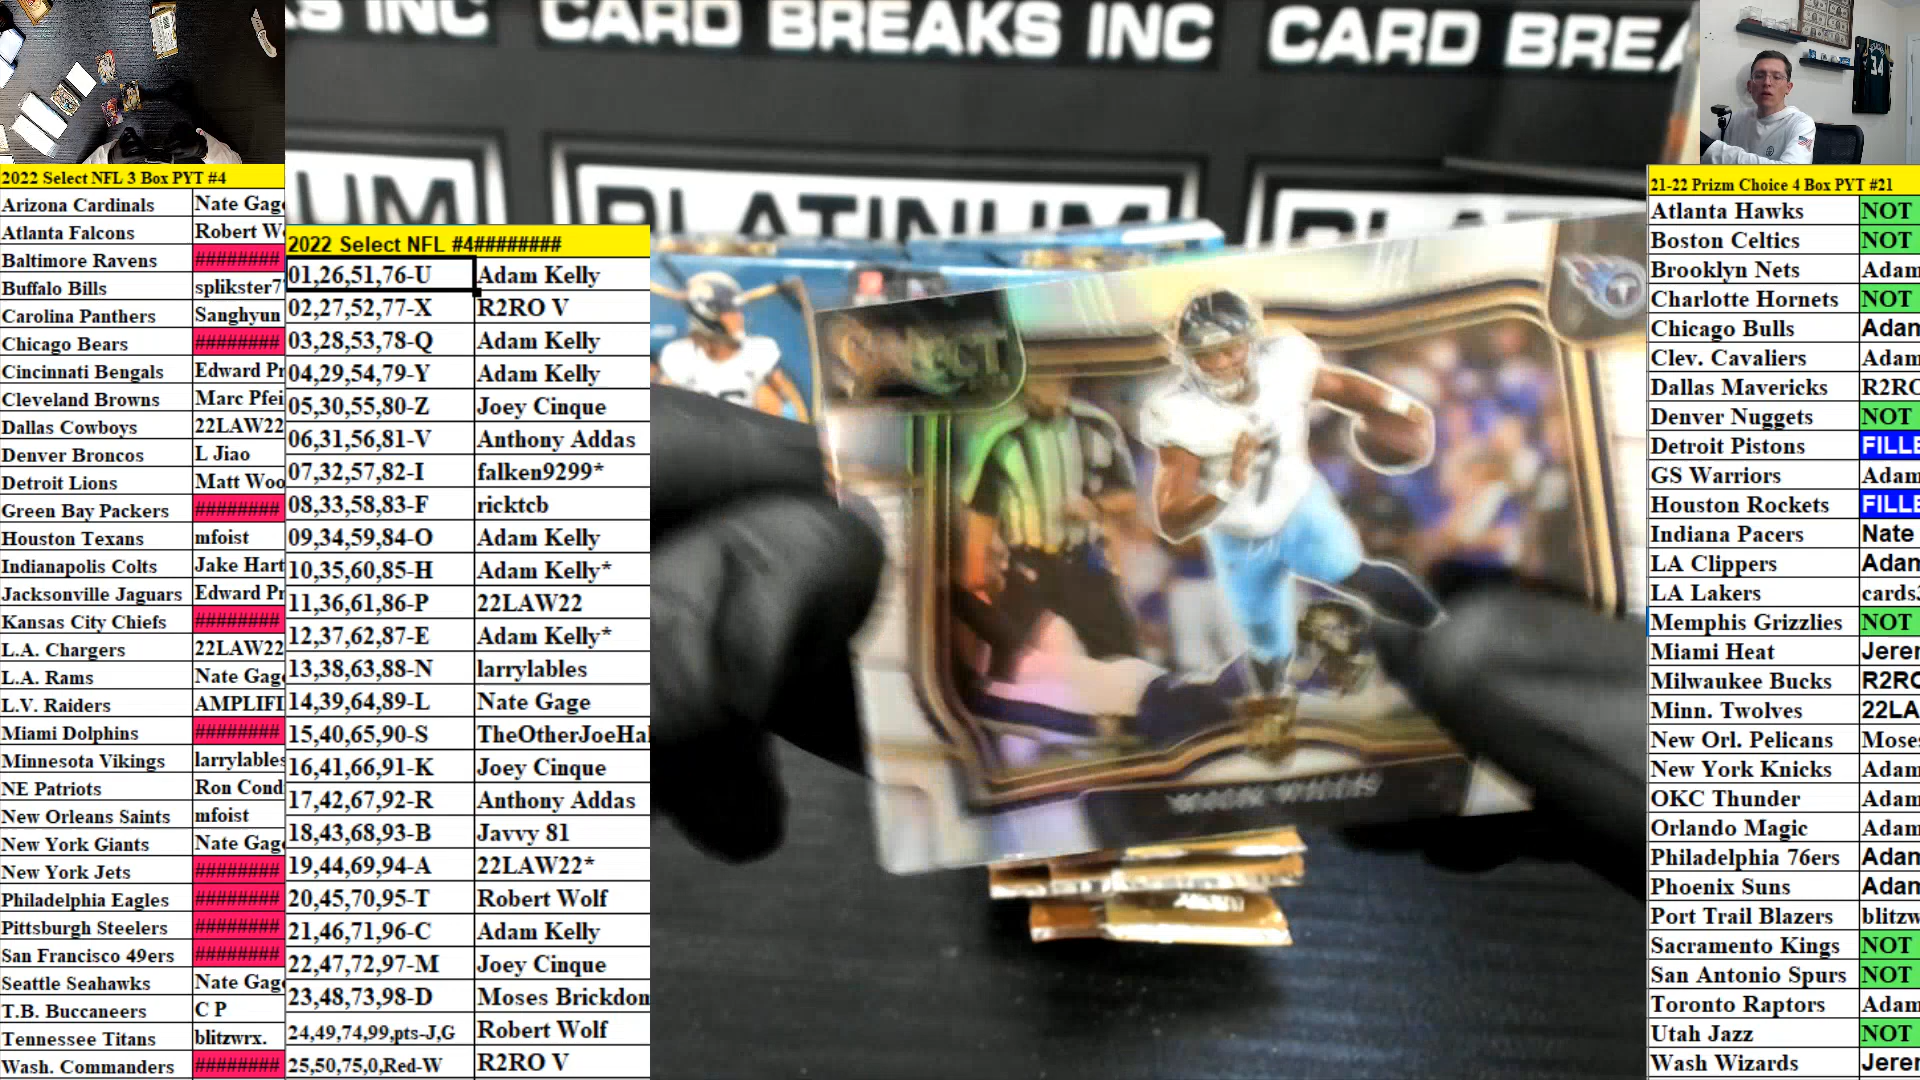 KS INC CARD BREAKS INC CARD BREA
UM PLATINUM P
34
2022 Select NFL 3 Box PYT #4
Arizona Cardinals Nate Gage
Atlanta Falcons Robert W
Baltimore Ravens ########
Buffalo Bills splikster7
Carolina Panthers Sanghyun
Chicago Bears ########
Cincinnati Bengals Edward Pr
Cleveland Browns Marc Pfei
Dallas Cowboys 22LAW22
Denver Broncos L Jiao
Detroit Lions Matt Woo
Green Bay Packers ########
Houston Texans mfoist
Indianapolis Colts Jake Hart
Jacksonville Jaguars Edward Pr
Kansas City Chiefs ########
L.A. Chargers 22LAW22
L.A. Rams Nate Gage
L.V. Raiders AMPLIFI
Miami Dolphins ########
Minnesota Vikings larrylables
NE Patriots Ron Cond
New Orleans Saints mfoist
New York Giants Nate Gage
New York Jets ########
Philadelphia Eagles ########
Pittsburgh Steelers ########
San Francisco 49ers ########
Seattle Seahawks Nate Gage
T.B. Buccaneers C P
Tennessee Titans blitzwrx.
Wash. Commanders ########
2022 Select NFL #4########
01,26,51,76-U Adam Kelly
02,27,52,77-X R2RO V
03,28,53,78-Q Adam Kelly
04,29,54,79-Y Adam Kelly
05,30,55,80-Z Joey Cinque
06,31,56,81-V Anthony Addas
07,32,57,82-I falken9299*
08,33,58,83-F ricktcb
09,34,59,84-O Adam Kelly
10,35,60,85-H Adam Kelly*
11,36,61,86-P 22LAW22
12,37,62,87-E Adam Kelly*
13,38,63,88-N larrylables
14,39,64,89-L Nate Gage
15,40,65,90-S TheOtherJoeHa
16,41,66,91-K Joey Cinque
17,42,67,92-R Anthony Addas
18,43,68,93-B Javvy 81
19,44,69,94-A 22LAW22*
20,45,70,95-T Robert Wolf
21,46,71,96-C Adam Kelly
22,47,72,97-M Joey Cinque
23,48,73,98-D Moses Brickdon
24,49,74,99,pts-J,G Robert Wolf
25,50,75,0,Red-W R2RO V
SELECT
7
MALIK WILLIS
21-22 Prizm Choice 4 Box PYT #21
Atlanta Hawks NOT
Boston Celtics NOT
Brooklyn Nets Adam
Charlotte Hornets NOT
Chicago Bulls Adam
Clev. Cavaliers Adam
Dallas Mavericks R2RO
Denver Nuggets NOT
Detroit Pistons FILLE
GS Warriors Adam
Houston Rockets FILLE
Indiana Pacers Nate
LA Clippers Adam
LA Lakers cards
Memphis Grizzlies NOT
Miami Heat Jerer
Milwaukee Bucks R2RO
Minn. Twolves 22LA
New Orl. Pelicans Moses
New York Knicks Adam
OKC Thunder Adam
Orlando Magic Adam
Philadelphia 76ers Adam
Phoenix Suns Adam
Port Trail Blazers blitzw
Sacramento Kings NOT
San Antonio Spurs NOT
Toronto Raptors Adam
Utah Jazz NOT
Wash Wizards Jerer